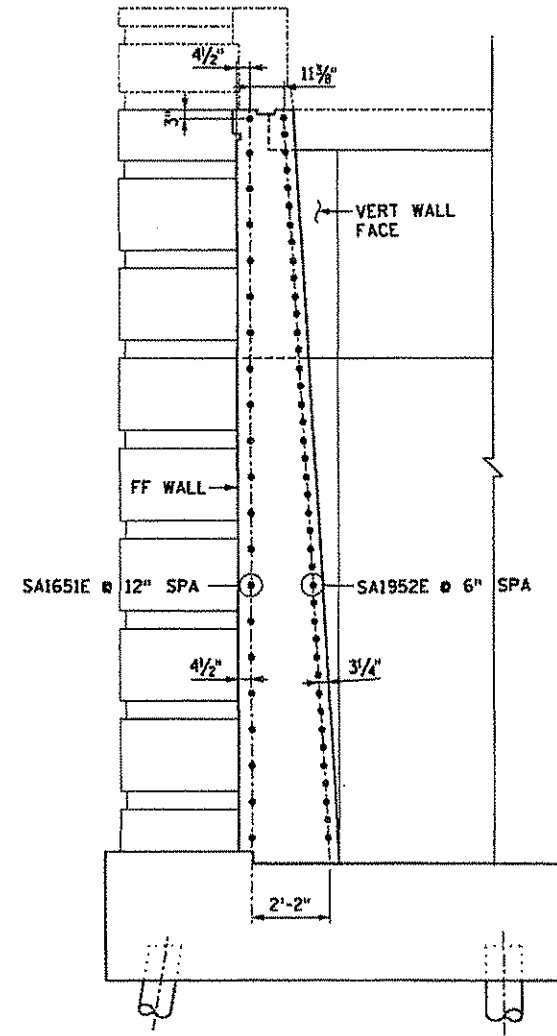 4½"
11⅜"
3"
VERT WALL
FACE
FF WALL
SA1651E @ 12" SPA
SA1952E @ 6" SPA
4½"
3¼"
2'-2"